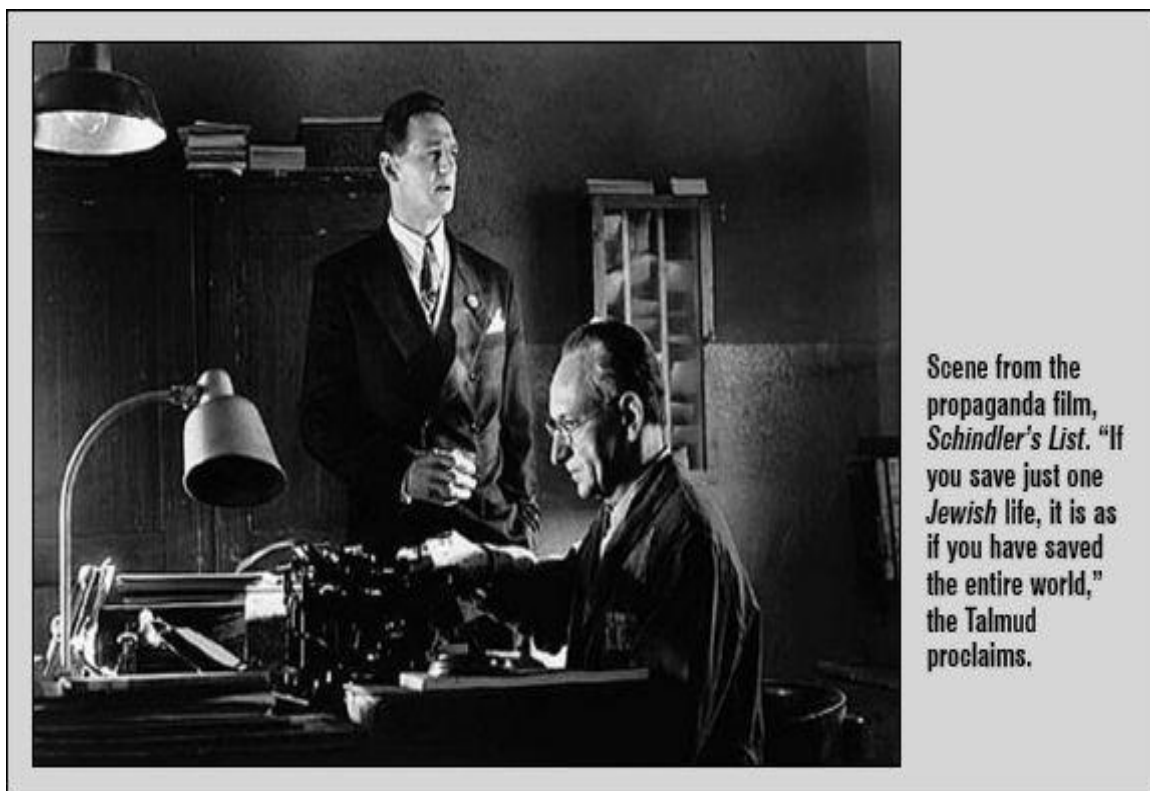 Scene from the
propaganda film,
Schindler's List. “If
you save just one
Jewish life, it is as
if you have saved
the entire world,”
the Talmud
proclaims.